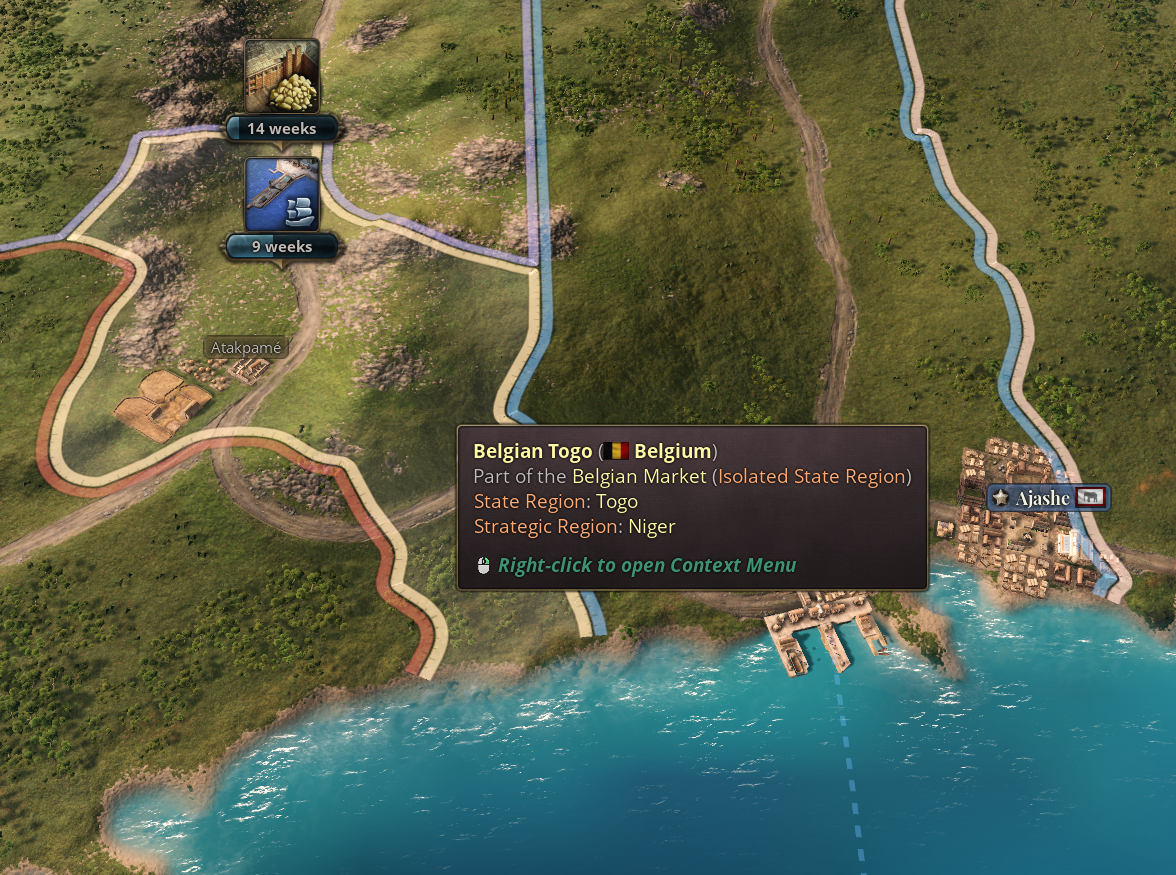 14 weeks
9 weeks
Atakpamé
Belgian Togo (Belgium)
Part of the Belgian Market (Isolated State Region)
State Region: Togo
Strategic Region: Niger
Right-click to open Context Menu
Ajashe